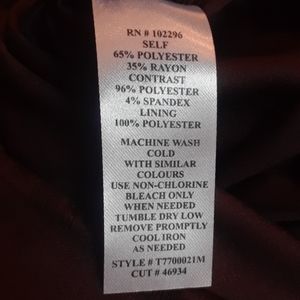 RN # 102296
SELF
65% POLYESTER
35% RAYON
CONTRAST
96% POLYESTER
4% SPANDEX
LINING
100% POLYESTER
MACHINE WASH
COLD
WITH SIMILAR
COLOURS
USE NON-CHLORINE
BLEACH ONLY
WHEN NEEDED
TUMBLE DRY LOW
REMOVE PROMPTLY
COOL IRON
AS NEEDED
STYLE # T7700021M
CUT # 46934